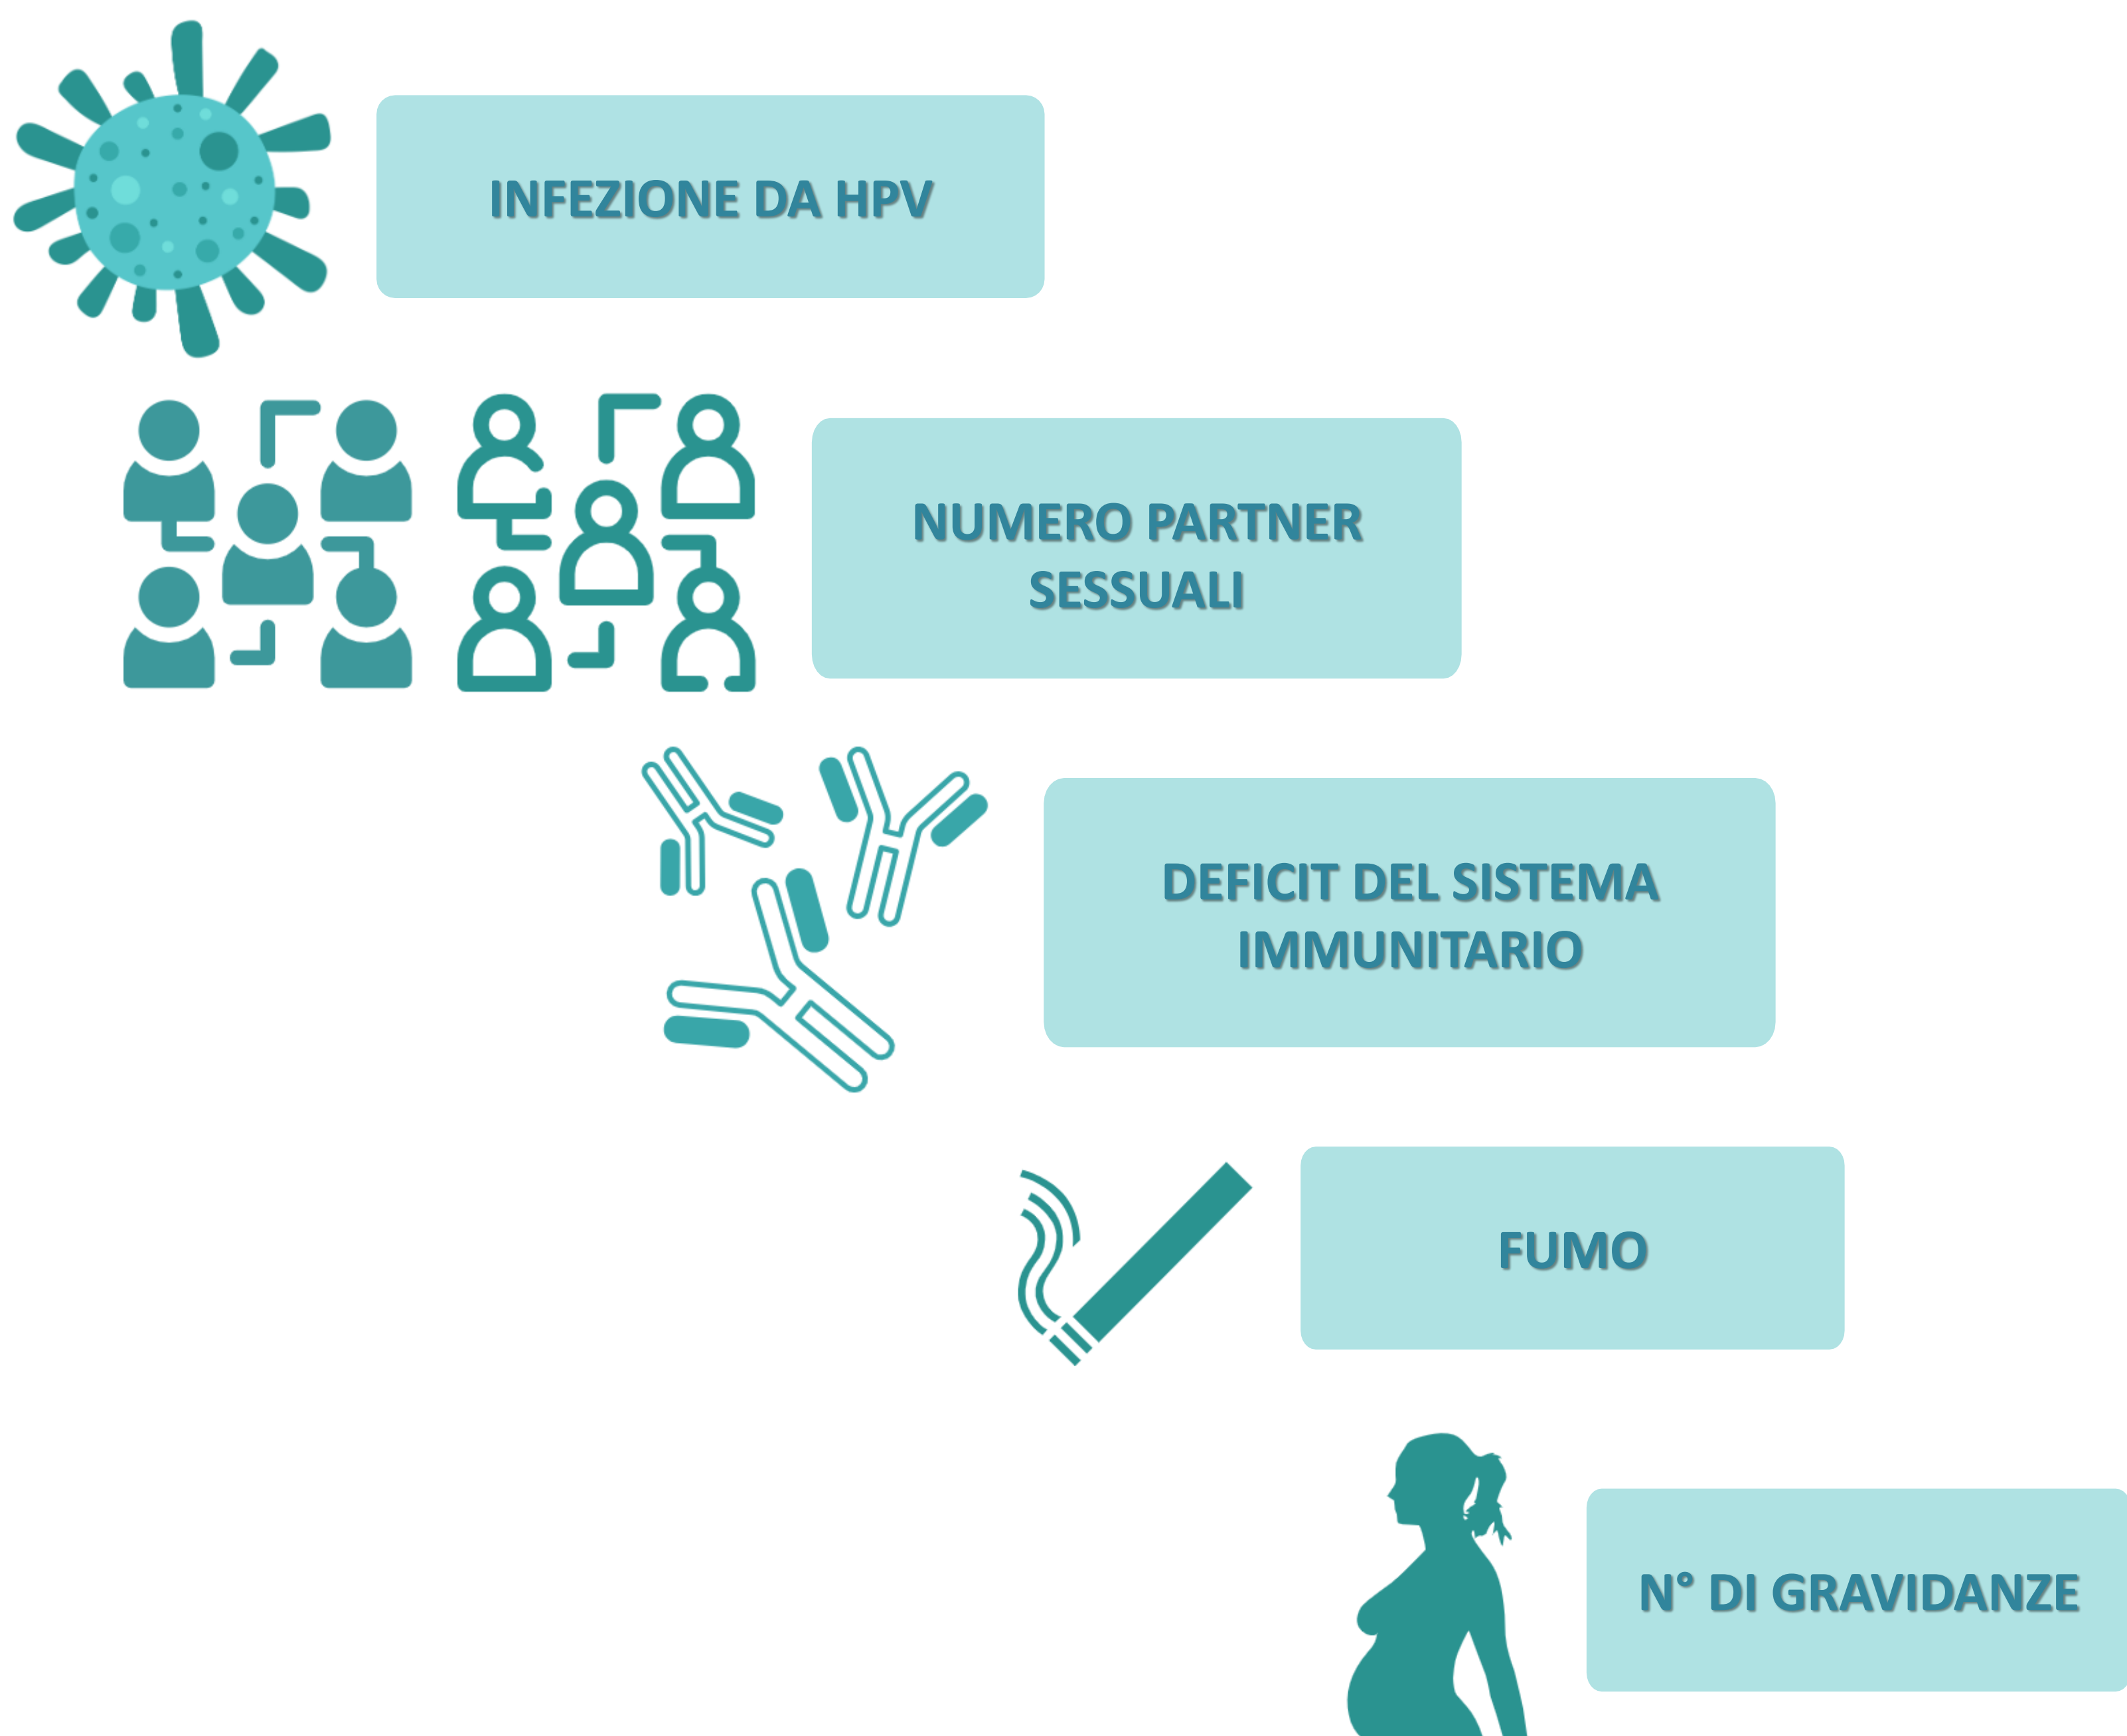 INFEZIONE DA HPV
NUMERO PARTNER
SESSUALI
DEFICIT DEL SISTEMA
IMMUNITARIO
FUMO
N° DI GRAVIDANZE